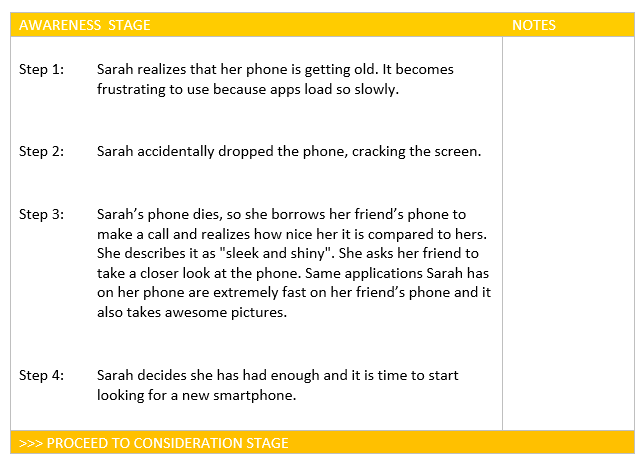 AWARENESS STAGE NOTES
Step 1: Sarah realizes that her phone is getting old. It becomes
frustrating to use because apps load so slowly.
Step 2: Sarah accidentally dropped the phone, cracking the screen.
Step 3: Sarah’s phone dies, so she borrows her friend’s phone to
make a call and realizes how nice her it is compared to hers.
She describes it as "sleek and shiny". She asks her friend to
take a closer look at the phone. Same applications Sarah has
on her phone are extremely fast on her friend’s phone and it
also takes awesome pictures.
Step 4: Sarah decides she has had enough and it is time to start
looking for a new smartphone.
>>> PROCEED TO CONSIDERATION STAGE